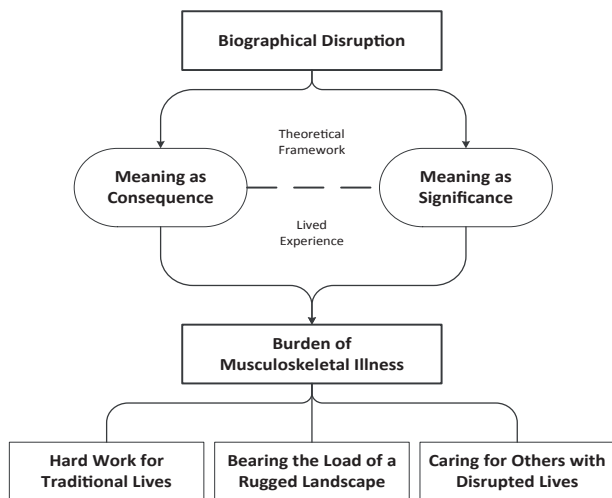 Biographical Disruption
Theoretical
Framework
Meaning as
Consequence
Meaning as
Significance
Lived
Experience
Burden of
Musculoskeletal Illness
Hard Work for
Traditional Lives
Bearing the Load of a
Rugged Landscape
Caring for Others with
Disrupted Lives